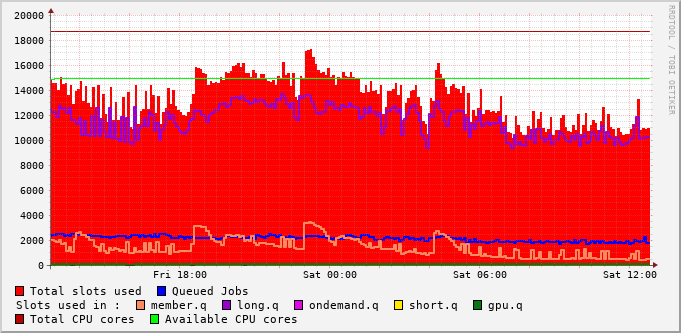 20000
18000
16000
14000
12000
10000
8000
6000
4000
2000
0
Fri 18:00 Sat 00:00 Sat 06:00 Sat 12:00
Total slots used Queued Jobs
Slots used in : member.q long.q ondemand.q short.q gpu.q
Total CPU cores Available CPU cores
RRDTOOL / TOBI OETIKER